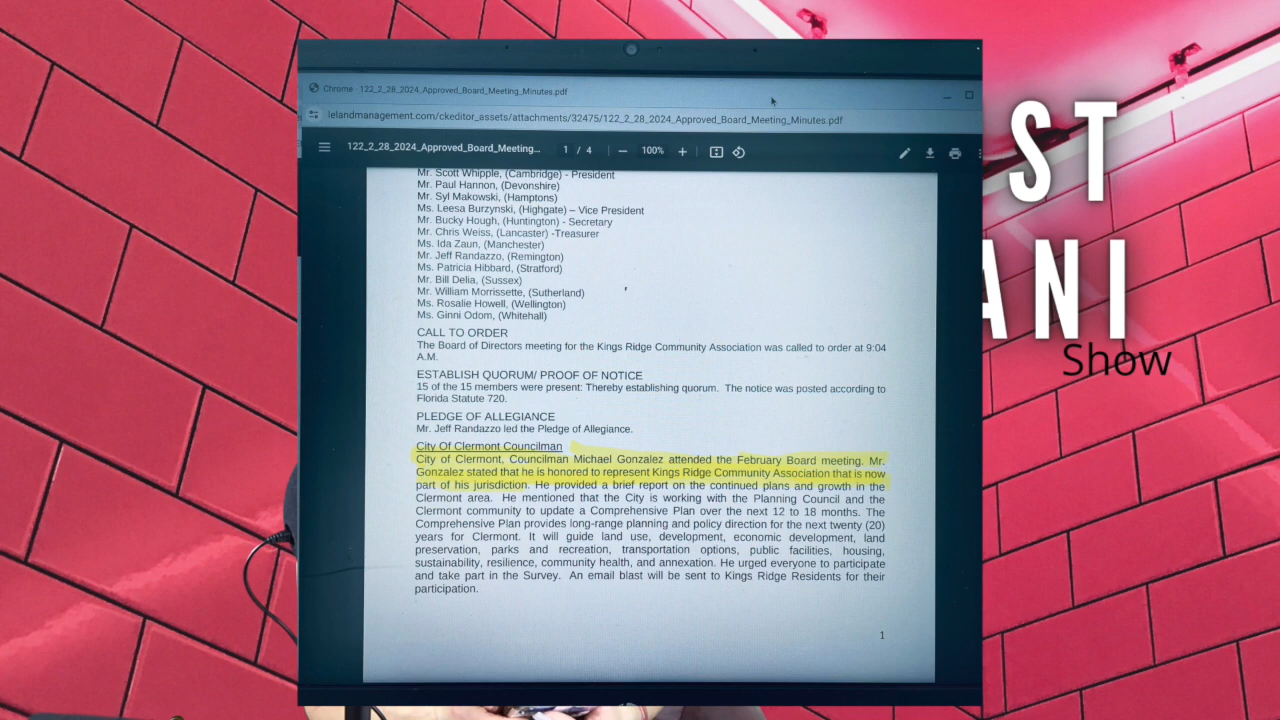 Chrome - 122_2_28_2024_Approved_Board_Meeting_Minutes.pdf
lelandmanagement.com/ckeditor_assets/attachments/32475/122_2_28_2024_Approved_Board_Meeting_Minutes.pdf
122_2_28_2024_Approved_Board_Meeting... 1 / 4 100%
Mr. Scott Whipple, (Cambridge) - President
Mr. Paul Hannon, (Devonshire)
Mr. Syl Makowski, (Hamptons)
Ms. Leesa Burzynski, (Highgate) – Vice President
Mr. Bucky Hough, (Huntington) - Secretary
Mr. Chris Weiss, (Lancaster) -Treasurer
Ms. Ida Zaun, (Manchester)
Mr. Jeff Randazzo, (Remington)
Ms. Patricia Hibbard, (Stratford)
Mr. Bill Delia, (Sussex)
Mr. William Morrissette, (Sutherland)
Ms. Rosalie Howell, (Wellington)
Ms. Ginni Odom, (Whitehall)
CALL TO ORDER
The Board of Directors meeting for the Kings Ridge Community Association was called to order at 9:04
A.M.
ESTABLISH QUORUM/ PROOF OF NOTICE
15 of the 15 members were present: Thereby establishing quorum. The notice was posted according to
Florida Statute 720.
PLEDGE OF ALLEGIANCE
Mr. Jeff Randazzo led the Pledge of Allegiance.
City Of Clermont Councilman
City of Clermont, Councilman Michael Gonzalez attended the February Board meeting. Mr.
Gonzalez stated that he is honored to represent Kings Ridge Community Association that is now
part of his jurisdiction. He provided a brief report on the continued plans and growth in the
Clermont area. He mentioned that the City is working with the Planning Council and the
Clermont community to update a Comprehensive Plan over the next 12 to 18 months. The
Comprehensive Plan provides long-range planning and policy direction for the next twenty (20)
years for Clermont. It will guide land use, development, economic development, land
preservation, parks and recreation, transportation options, public facilities, housing,
sustainability, resilience, community health, and annexation. He urged everyone to participate
and take part in the Survey. An email blast will be sent to Kings Ridge Residents for their
participation.
1
ST
ANI
Show